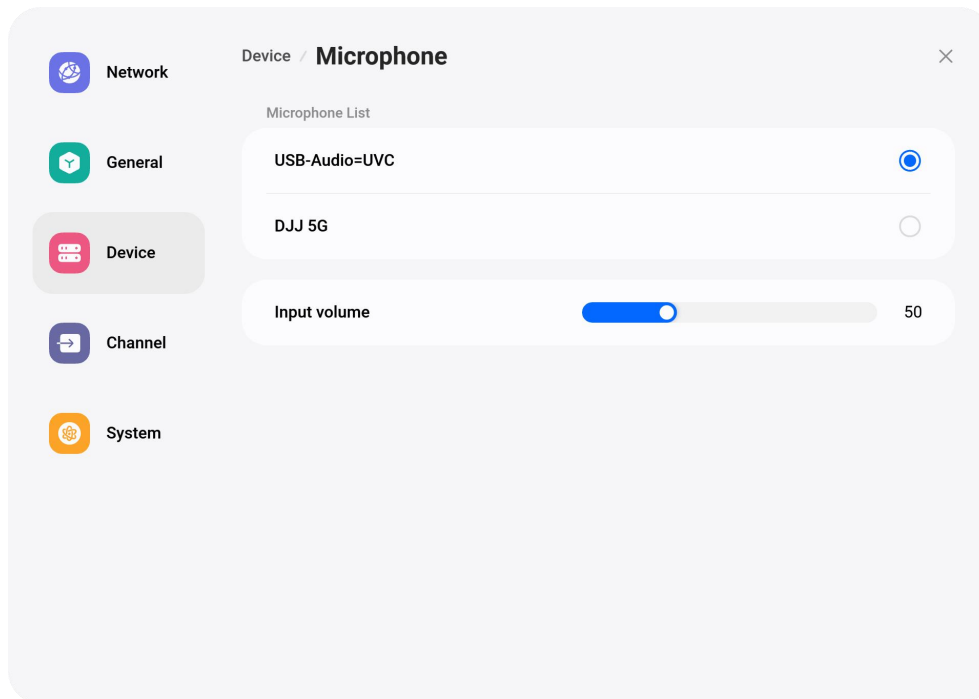 Network
General
Device
Channel
System
Device / Microphone
Microphone List
USB-Audio=UVC
DJJ 5G
Input volume 50